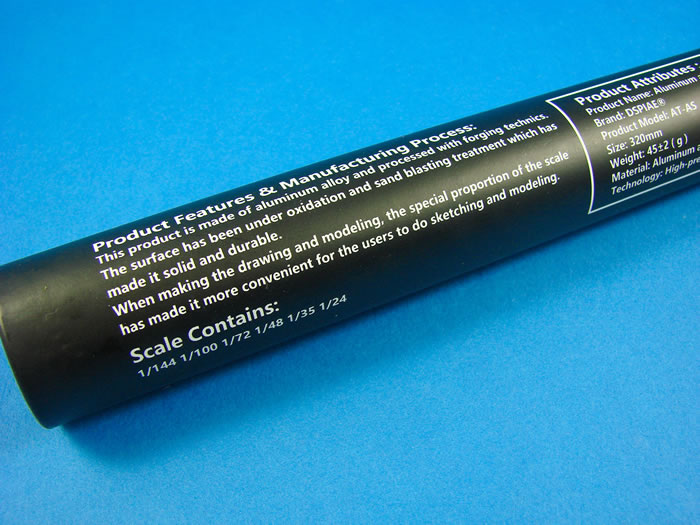 Product Features & Manufacturing Process:
This product is made of aluminum alloy and processed with forging technics.
The surface has been under oxidation and sand blasting treatment which has
made it solid and durable.
When making the drawing and modeling, the special proportion of the scale
has made it more convenient for the users to do sketching and modeling.
Scale Contains:
1/144 1/100 1/72 1/48 1/35 1/24
Product Attributes :
Product Name: Aluminum
Brand: DSPIAE®
Product Model: AT-AS
Size: 320mm
Weight: 45±2 ( g )
Material: Aluminum
Technology: